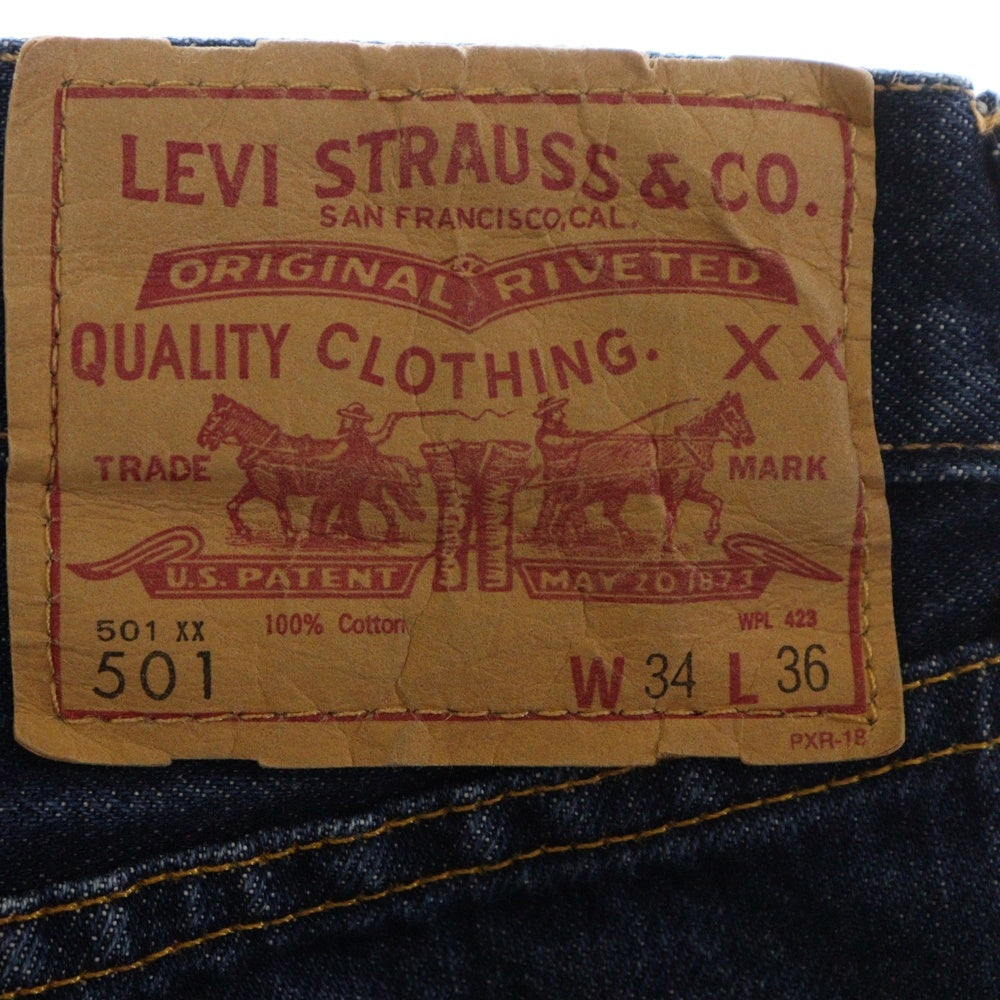 LEVI STRAUSS & CO.
SAN FRANCISCO, CAL.
ORIGINAL RIVETED
QUALITY CLOTHING. XX
TRADE MARK
U.S. PATENT MAY 20 1873
501 XX 100% Cotton WPL 423
501 W 34 L 36
PXR-18